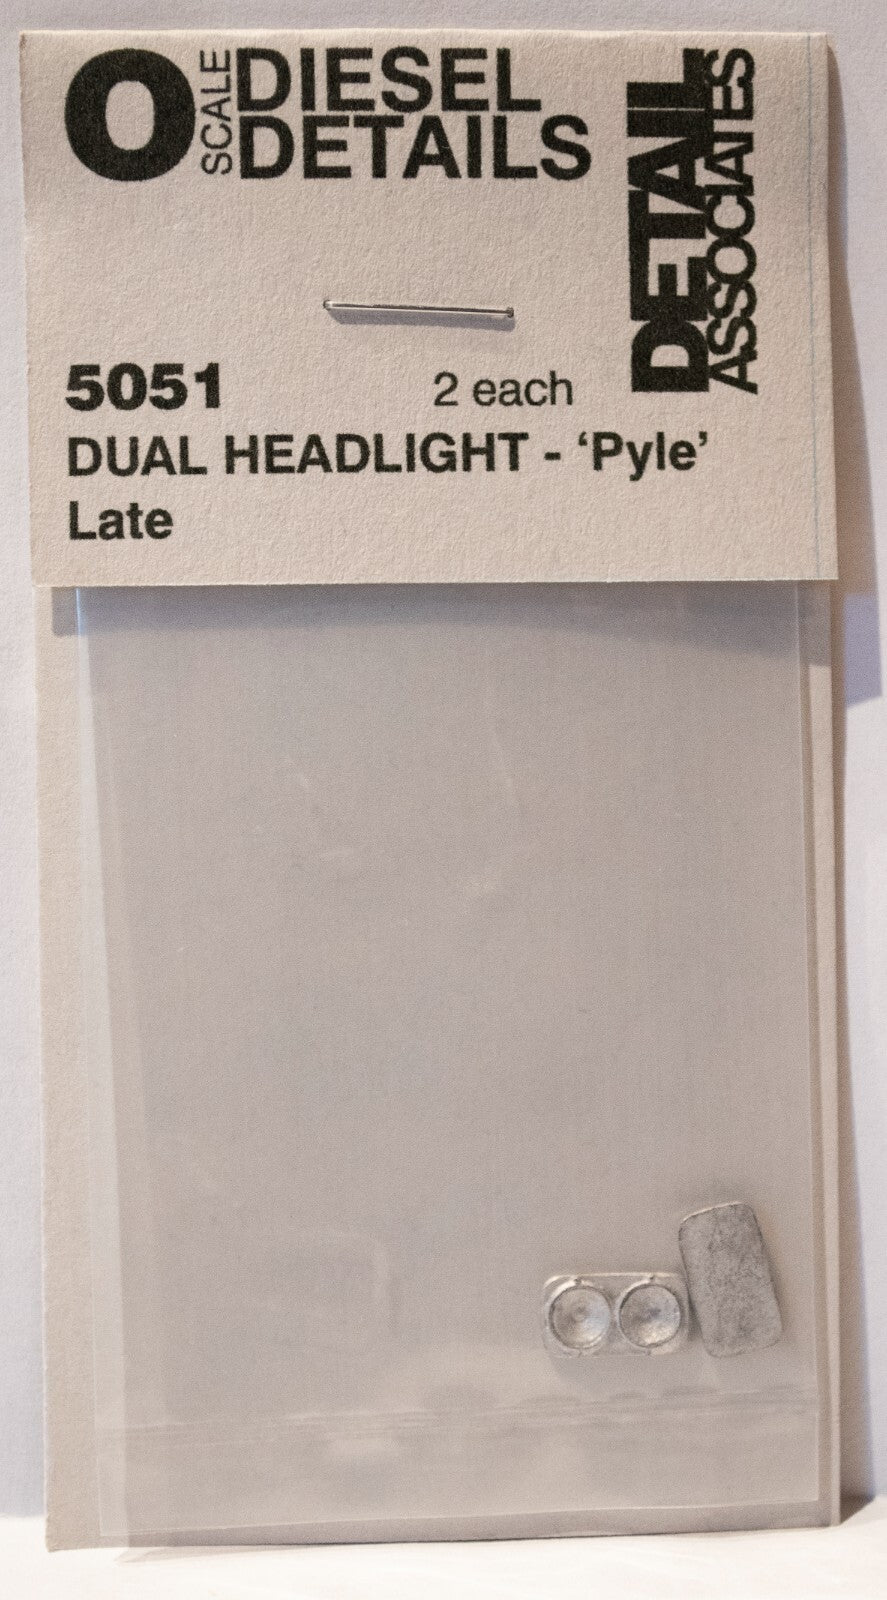 O SCALE DIESEL
DETAILS
DETAIL
ASSOCIATES
5051 2 each
DUAL HEADLIGHT - ‘Pyle’
Late